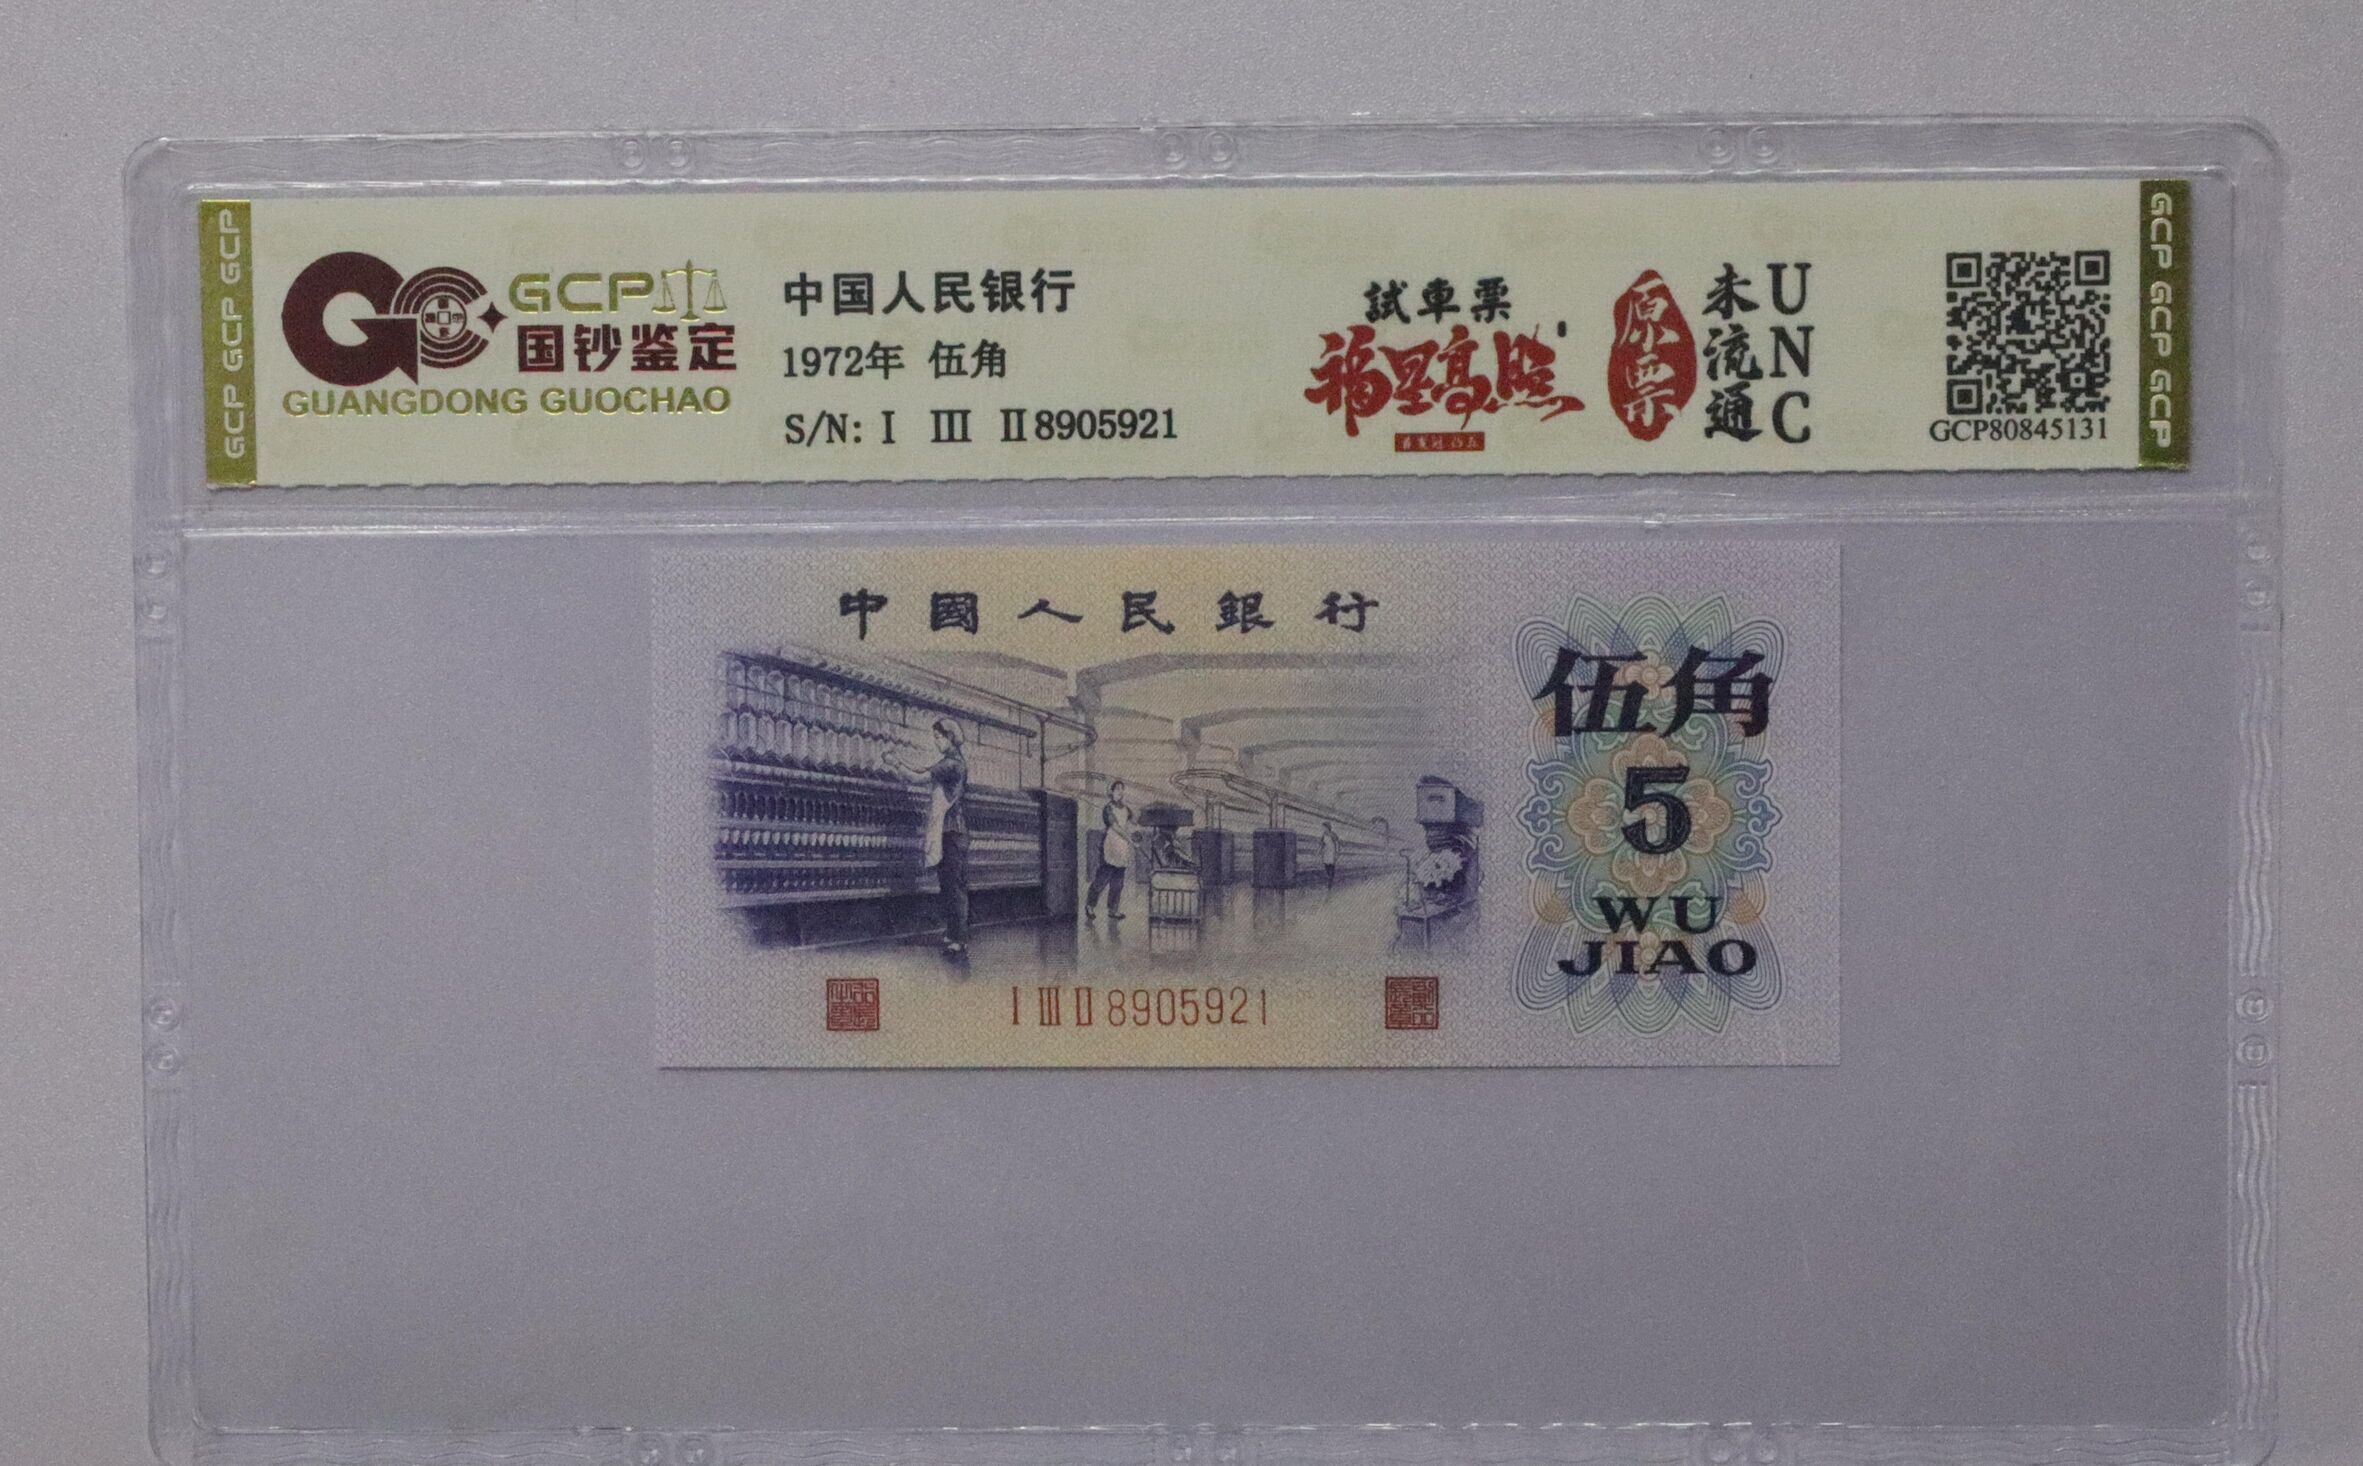 GCP GCP GCP
GCP
国钞鉴定
GUANGDONG GUOCHAO
中国人民银行
1972年 伍角
S/N: I III II8905921
試車票
福星高照
原票
未流通
UNC
GCP80845131
GCP GCP GCP GCP
中國人民銀行
伍角
5
WU
JIAO
I III II 8905921